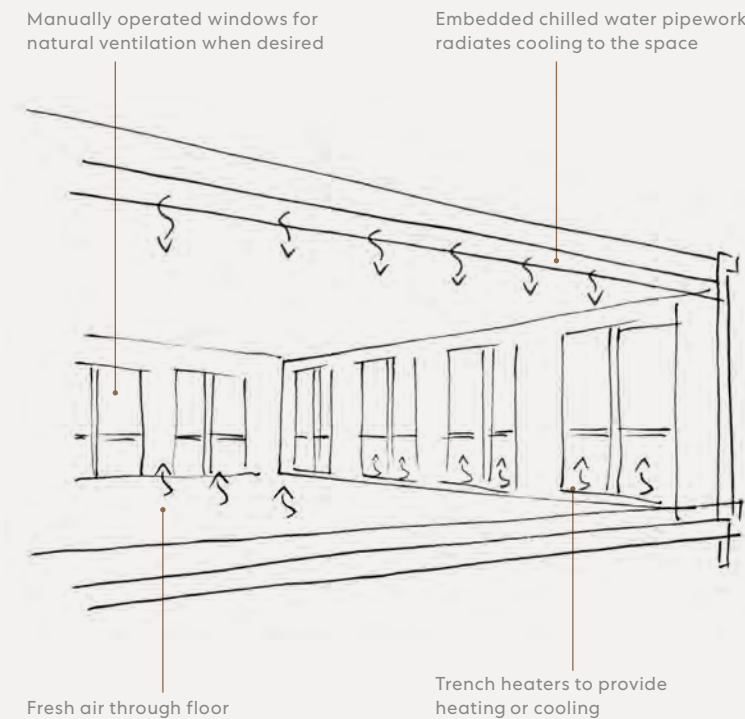 Manually operated windows for
natural ventilation when desired
Embedded chilled water pipework
radiates cooling to the space
Fresh air through floor
Trench heaters to provide
heating or cooling